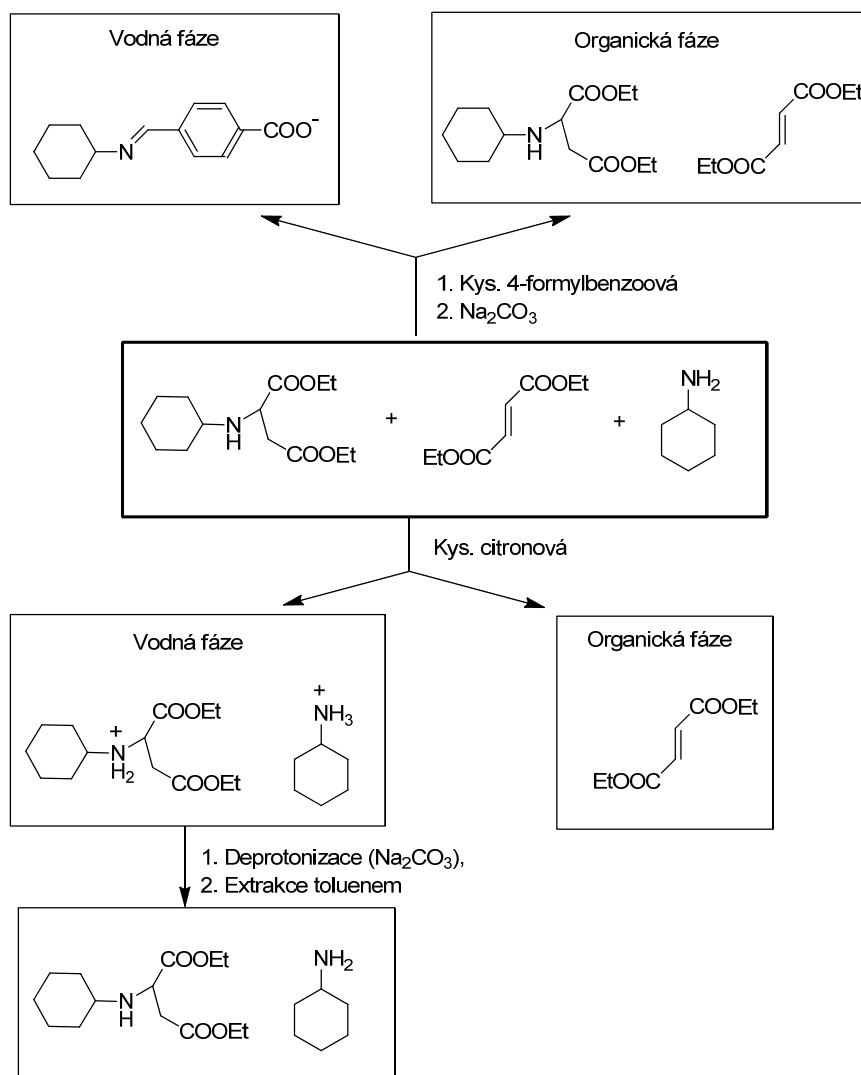 Vodná fáze
Organická fáze
COO⁻
N
COOEt
N
H
COOEt
COOEt
EtOOC
1. Kys. 4-formylbenzoová
2. Na₂CO₃
COOEt
N
H
COOEt
+
COOEt
EtOOC
+
NH₂
Kys. citronová
Vodná fáze
Organická fáze
+
COOEt
N
H₂
COOEt
+
NH₃
COOEt
EtOOC
1. Deprotonizace (Na₂CO₃),
2. Extrakce toluenem
COOEt
N
H
COOEt
NH₂